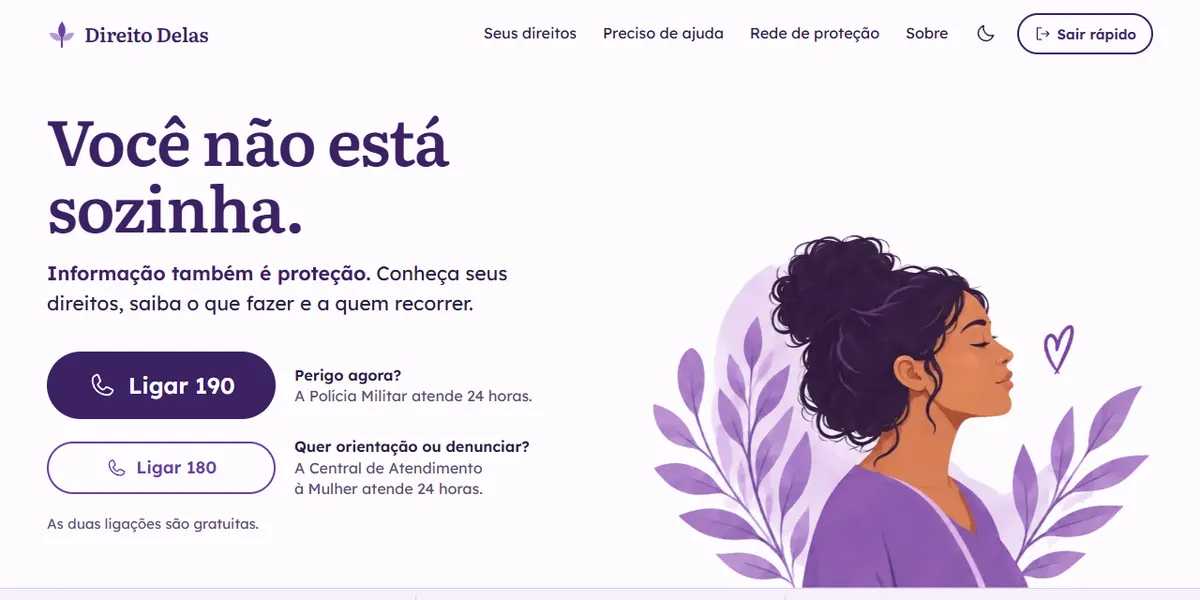 Direito Delas
Seus direitos
Preciso de ajuda
Rede de proteção
Sobre
Sair rápido
Você não está
sozinha.
Informação também é proteção. Conheça seus
direitos, saiba o que fazer e a quem recorrer.
Ligar 190
Perigo agora?
A Polícia Militar atende 24 horas.
Ligar 180
Quer orientação ou denunciar?
A Central de Atendimento
à Mulher atende 24 horas.
As duas ligações são gratuitas.